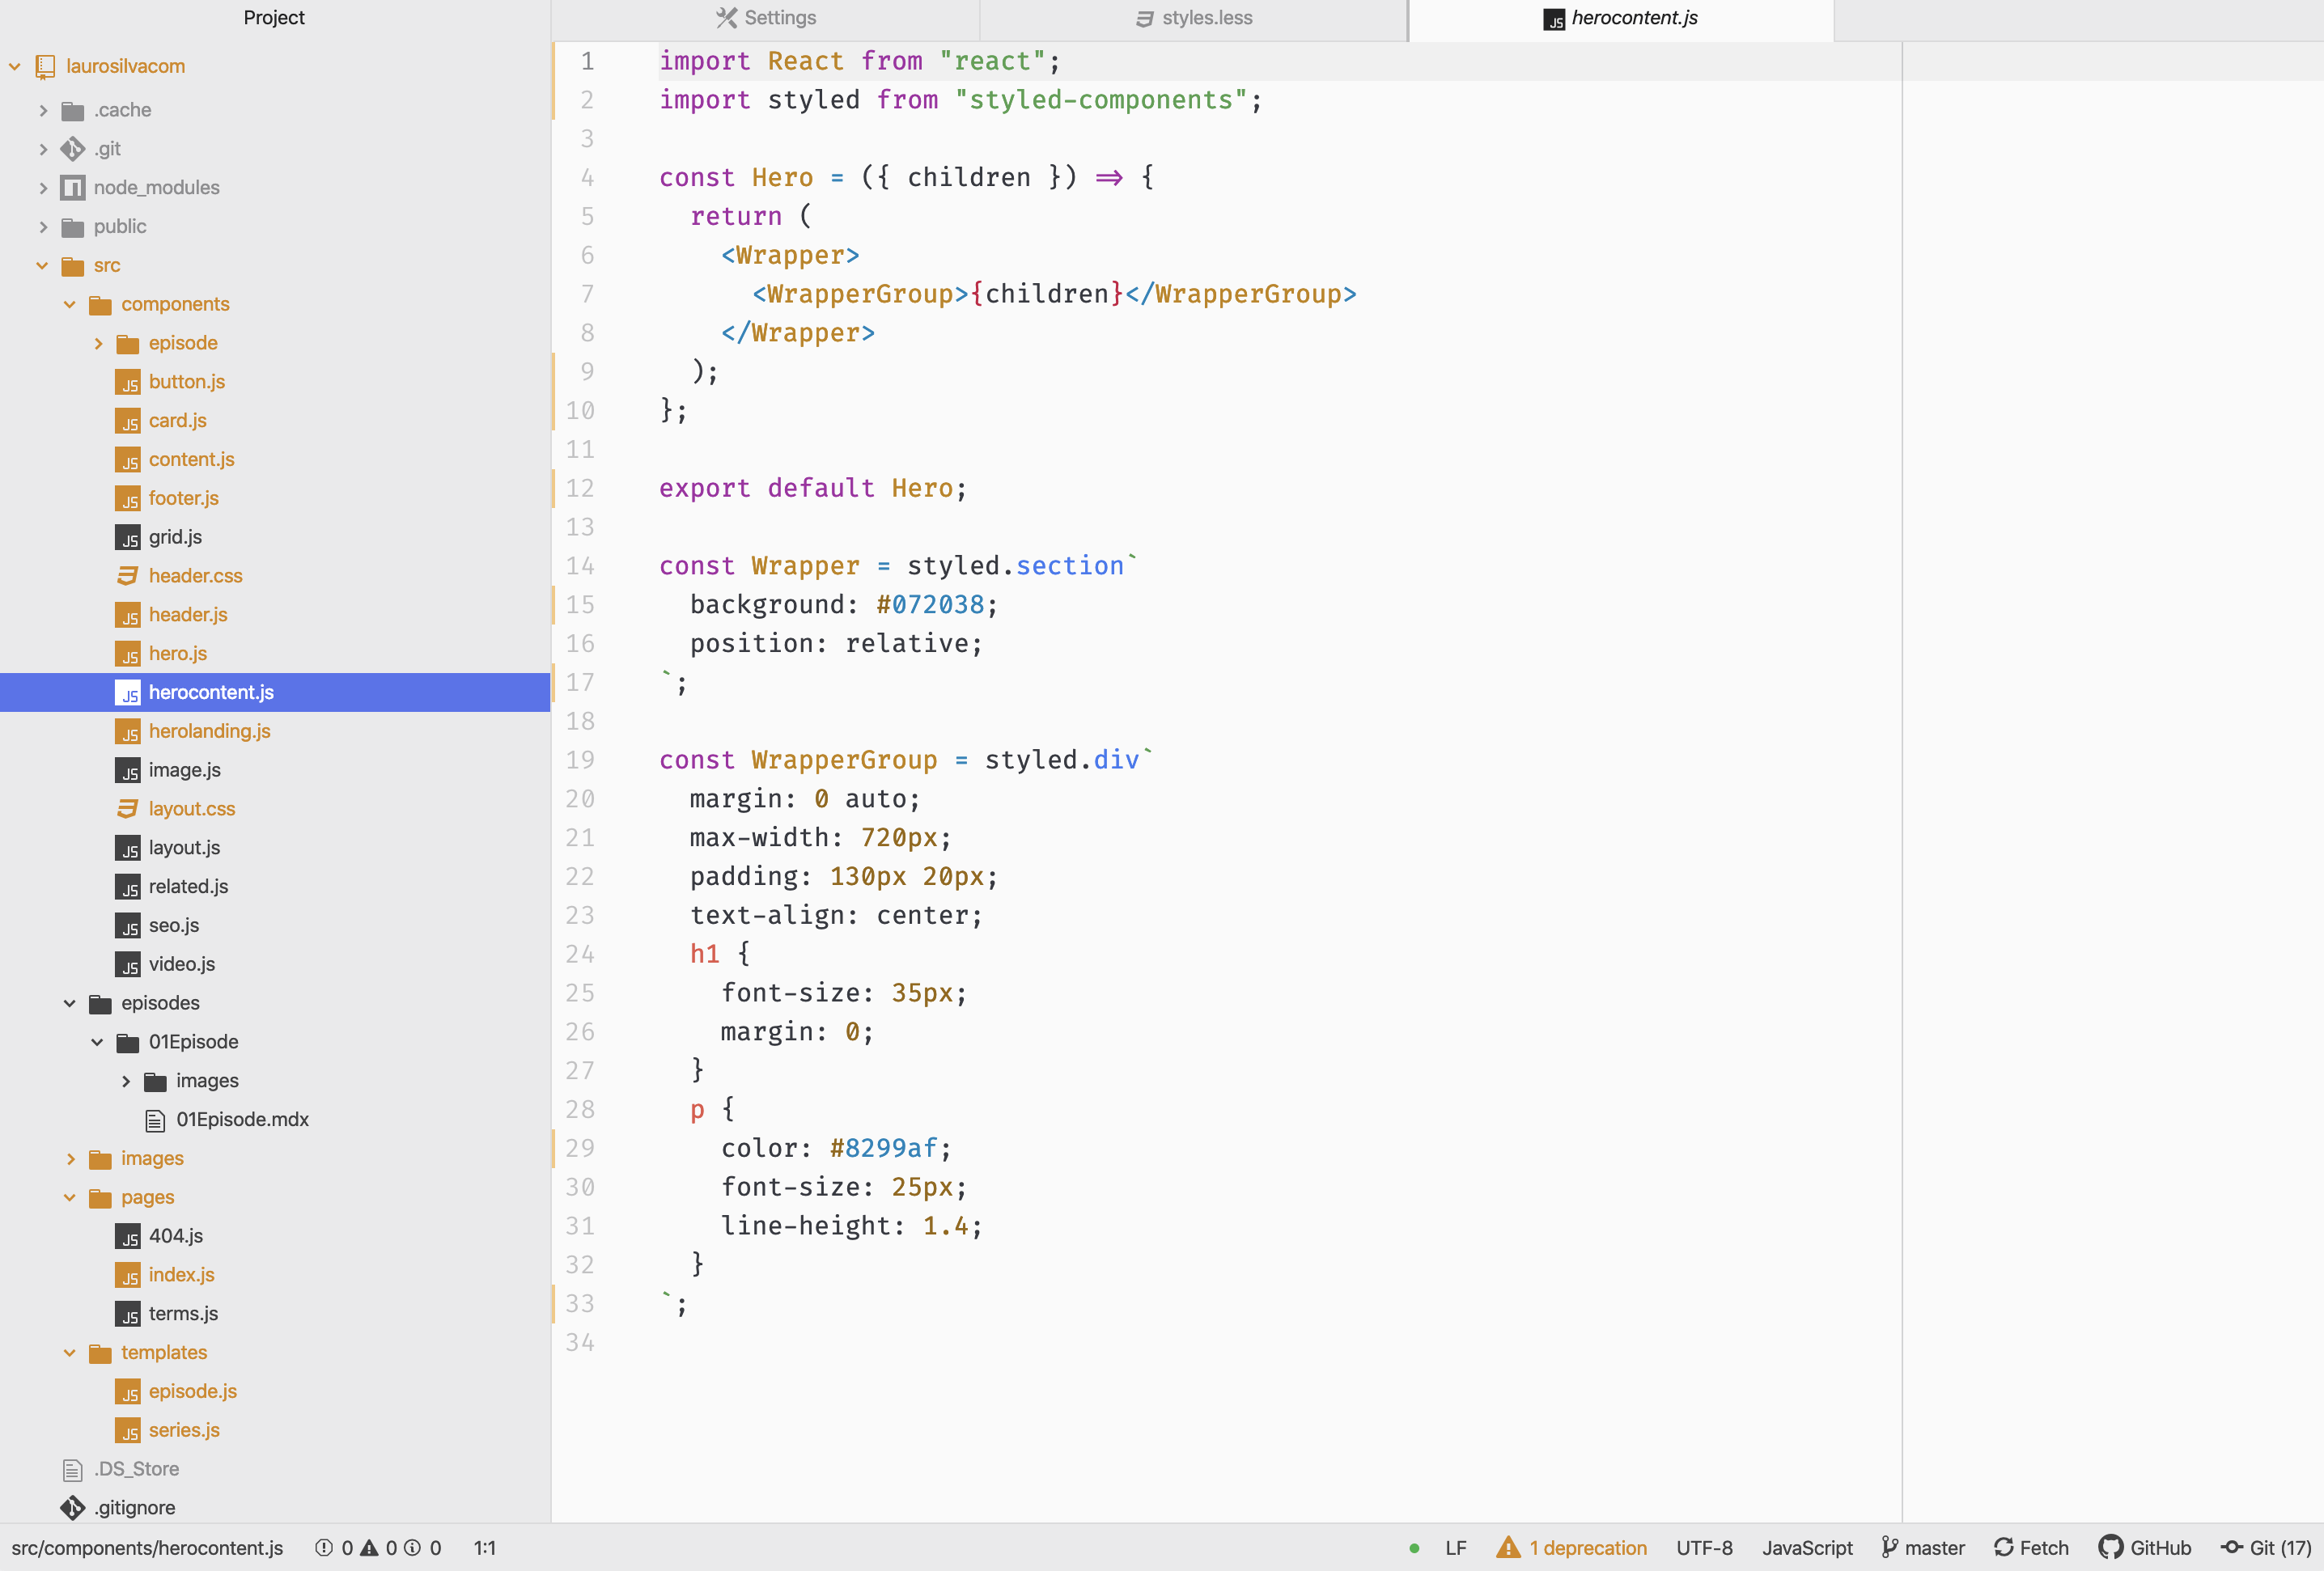 Project
laurosilvacom
.cache
.git
node_modules
public
src
components
episode
button.js
card.js
content.js
footer.js
grid.js
header.css
header.js
hero.js
herocontent.js
herolanding.js
image.js
layout.css
layout.js
related.js
seo.js
video.js
episodes
01Episode
images
01Episode.mdx
images
pages
404.js
index.js
terms.js
templates
episode.js
series.js
.DS_Store
.gitignore
Settings
styles.less
herocontent.js
1 import React from "react";
2 import styled from "styled-components";
3
4 const Hero = ({ children }) => {
5   return (
6     <Wrapper>
7       <WrapperGroup>{children}</WrapperGroup>
8     </Wrapper>
9   );
10 };
11
12 export default Hero;
13
14 const Wrapper = styled.section`
15   background: #072038;
16   position: relative;
17 `;
18
19 const WrapperGroup = styled.div`
20   margin: 0 auto;
21   max-width: 720px;
22   padding: 130px 20px;
23   text-align: center;
24   h1 {
25     font-size: 35px;
26     margin: 0;
27   }
28   p {
29     color: #8299af;
30     font-size: 25px;
31     line-height: 1.4;
32   }
33 `;
34
src/components/herocontent.js 0 0 0 1:1 LF 1 deprecation UTF-8 JavaScript master Fetch GitHub Git (17)